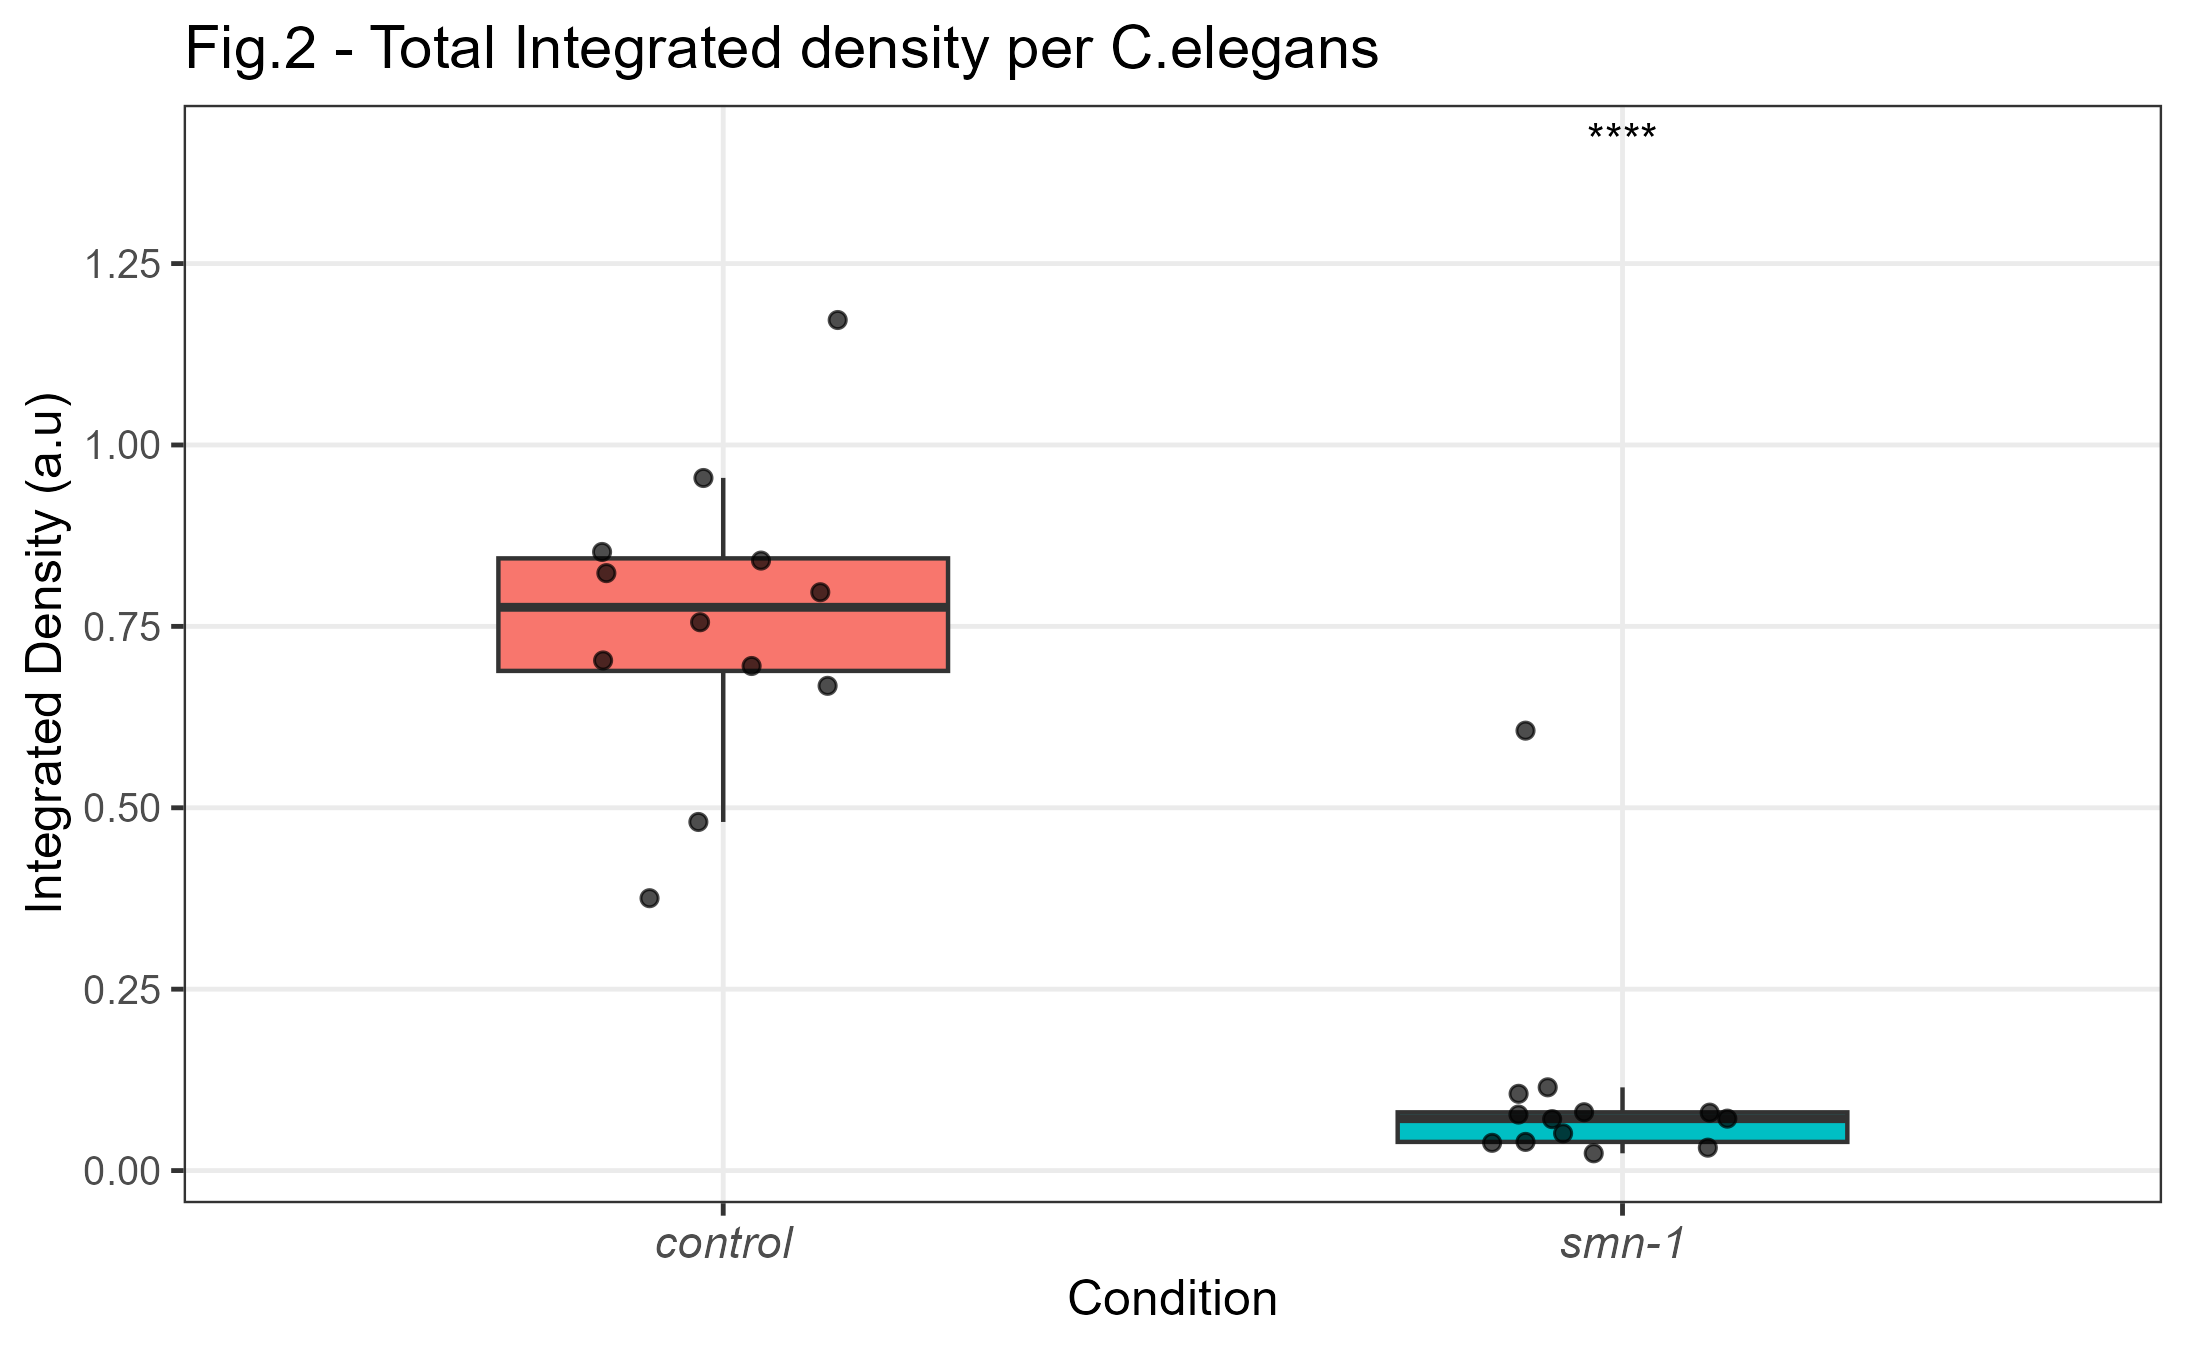 Fig.2 - Total Integrated density per C.elegans
****
Integrated Density (a.u)
1.25
1.00
0.75
0.50
0.25
0.00
control
smn-1
Condition